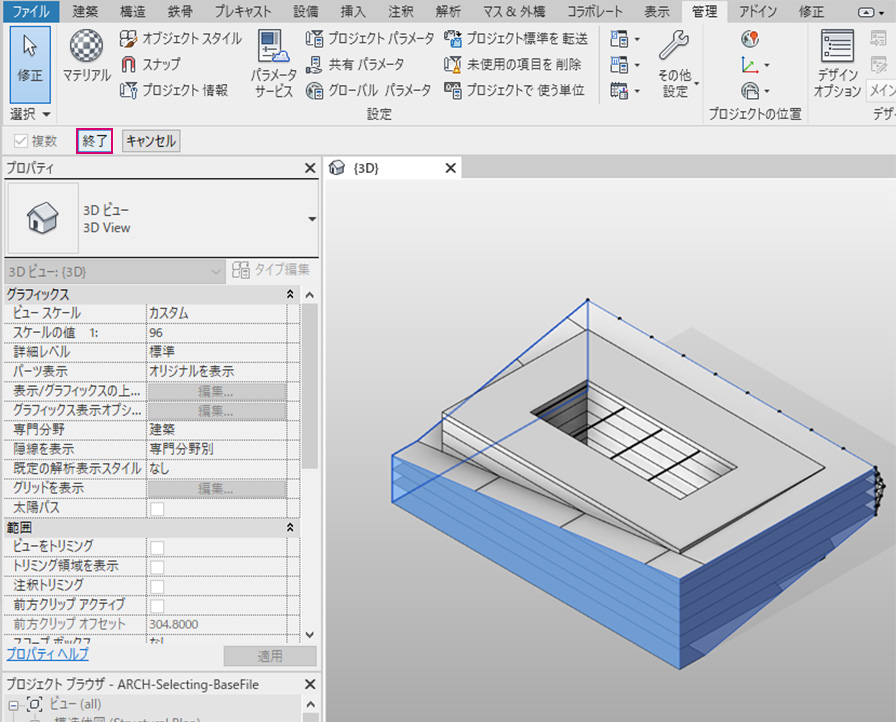 ファイル 建築 構造 鉄骨 プレキャスト 設備 挿入 注釈 解析 マス & 外構 コラボレート 表示 管理 アドイン 修正
オブジェクト スタイル プロジェクト パラメータ プロジェクト標準を 転送
スナップ 共有 パラメータ 未使用の項目を 削除
プロジェクト 情報 グローバル パラメータ プロジェクトで 使う単位
修正 マテリアル パラメータ サービス その他 設定 デザイン オプション メイン
選択 設定 プロジェクトの位置 デザ
複数 終了 キャンセル
プロパティ
{3D}
3D ビュー
3D View
3D ビュー: {3D} タイプ編集
グラフィックス
ビュー スケール カスタム
スケールの値 1: 96
詳細レベル 標準
パーツ表示 オリジナルを表示
表示/グラフィックスの上... 編集...
グラフィックス表示オプシ... 編集...
専門分野 建築
隠線を表示 専門分野別
既定の解析表示スタイル なし
グリッドを表示 編集...
太陽パス
範囲
ビューをトリミング
トリミング領域を表示
注釈トリミング
前方クリップ アクティブ
前方クリップ オフセット 304.8000
スコープ ボックス なし
プロパティ ヘルプ 適用
プロジェクト ブラウザ - ARCH-Selecting-BaseFile
ビュー (all)
構造伏図 (Structural Plan)